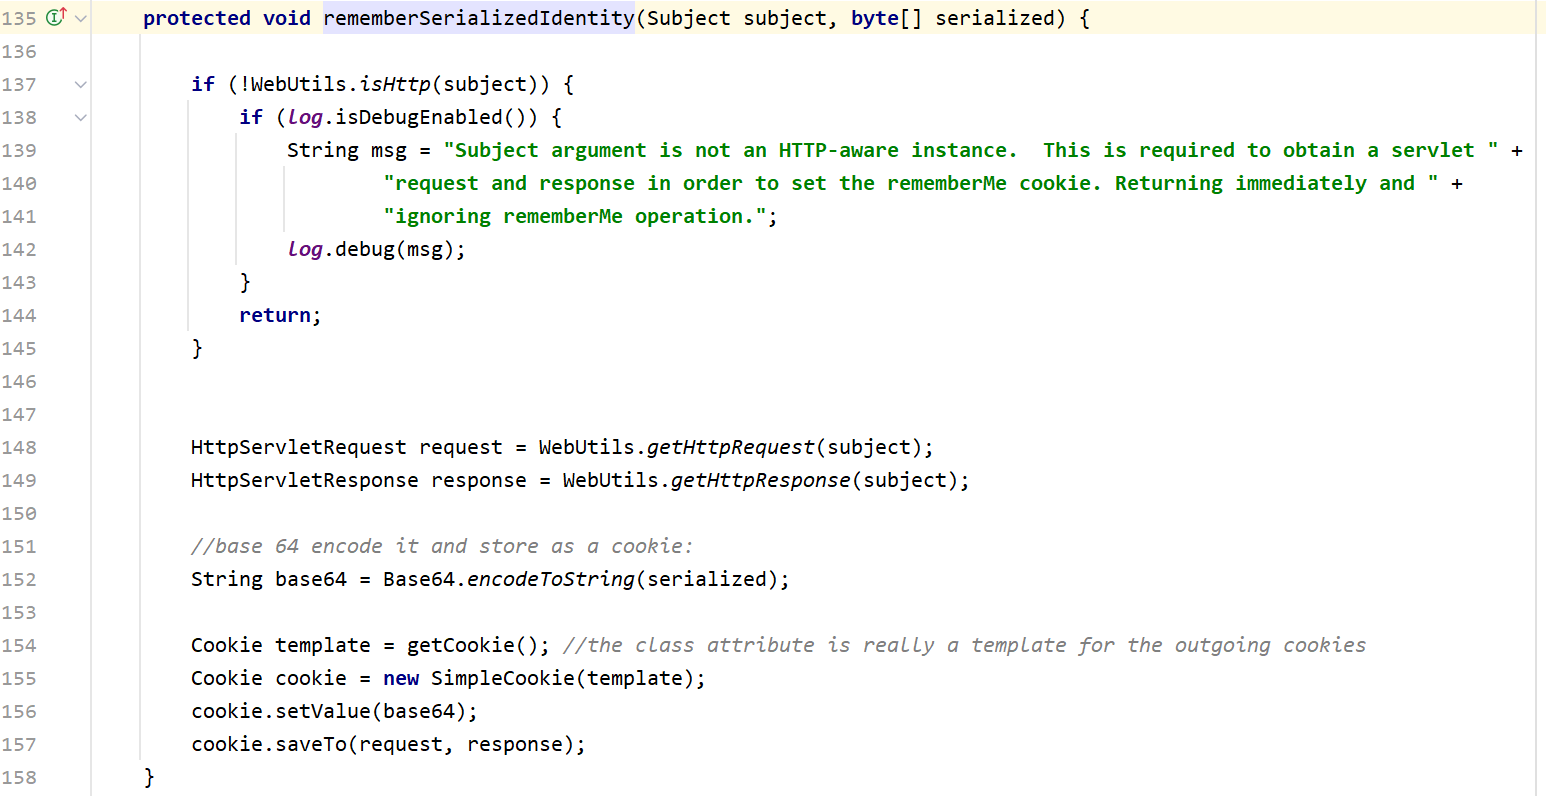 135 protected void rememberSerializedIdentity(Subject subject, byte[] serialized) {
136
137 if (!WebUtils.isHttp(subject)) {
138 if (log.isDebugEnabled()) {
139 String msg = "Subject argument is not an HTTP-aware instance.  This is required to obtain a servlet " +
140 "request and response in order to set the rememberMe cookie. Returning immediately and " +
141 "ignoring rememberMe operation.";
142 log.debug(msg);
143 }
144 return;
145 }
146
147
148 HttpServletRequest request = WebUtils.getHttpRequest(subject);
149 HttpServletResponse response = WebUtils.getHttpResponse(subject);
150
151 //base 64 encode it and store as a cookie:
152 String base64 = Base64.encodeToString(serialized);
153
154 Cookie template = getCookie(); //the class attribute is really a template for the outgoing cookies
155 Cookie cookie = new SimpleCookie(template);
156 cookie.setValue(base64);
157 cookie.saveTo(request, response);
158 }